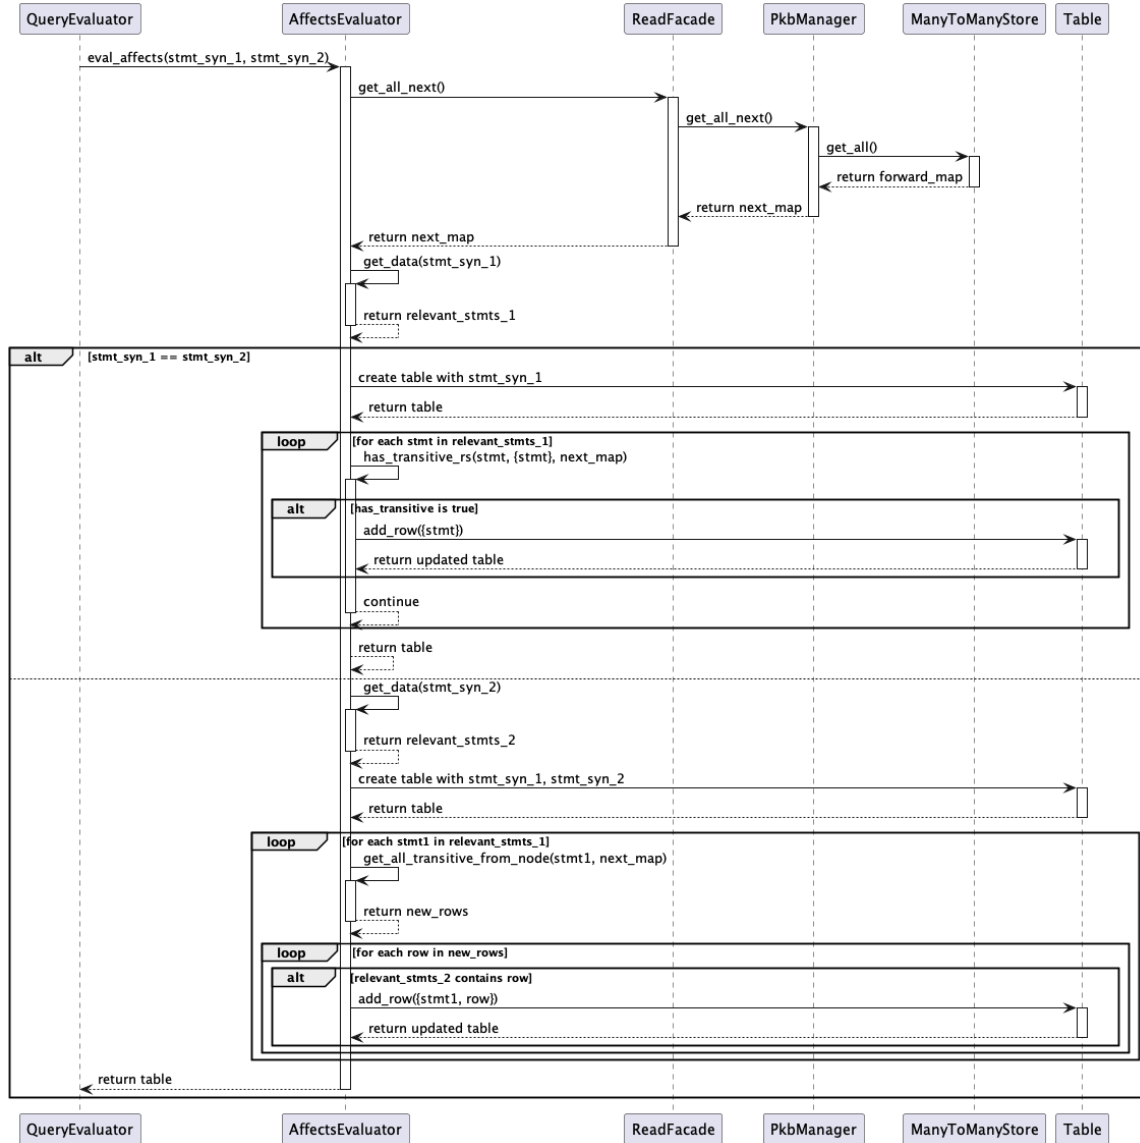 QueryEvaluator AffectsEvaluator ReadFacade PkbManager ManyToManyStore Table
eval_affects(stmt_syn_1, stmt_syn_2)
get_all_next()
get_all_next()
get_all()
return forward_map
return next_map
return next_map
get_data(stmt_syn_1)
return relevant_stmts_1
alt [stmt_syn_1 == stmt_syn_2]
create table with stmt_syn_1
return table
loop [for each stmt in relevant_stmts_1]
has_transitive_rs(stmt, {stmt}, next_map)
alt [has_transitive is true]
add_row({stmt})
return updated table
continue
return table
get_data(stmt_syn_2)
return relevant_stmts_2
create table with stmt_syn_1, stmt_syn_2
return table
loop [for each stmt1 in relevant_stmts_1]
get_all_transitive_from_node(stmt1, next_map)
return new_rows
loop [for each row in new_rows]
alt [relevant_stmts_2 contains row]
add_row({stmt1, row})
return updated table
return table
QueryEvaluator AffectsEvaluator ReadFacade PkbManager ManyToManyStore Table